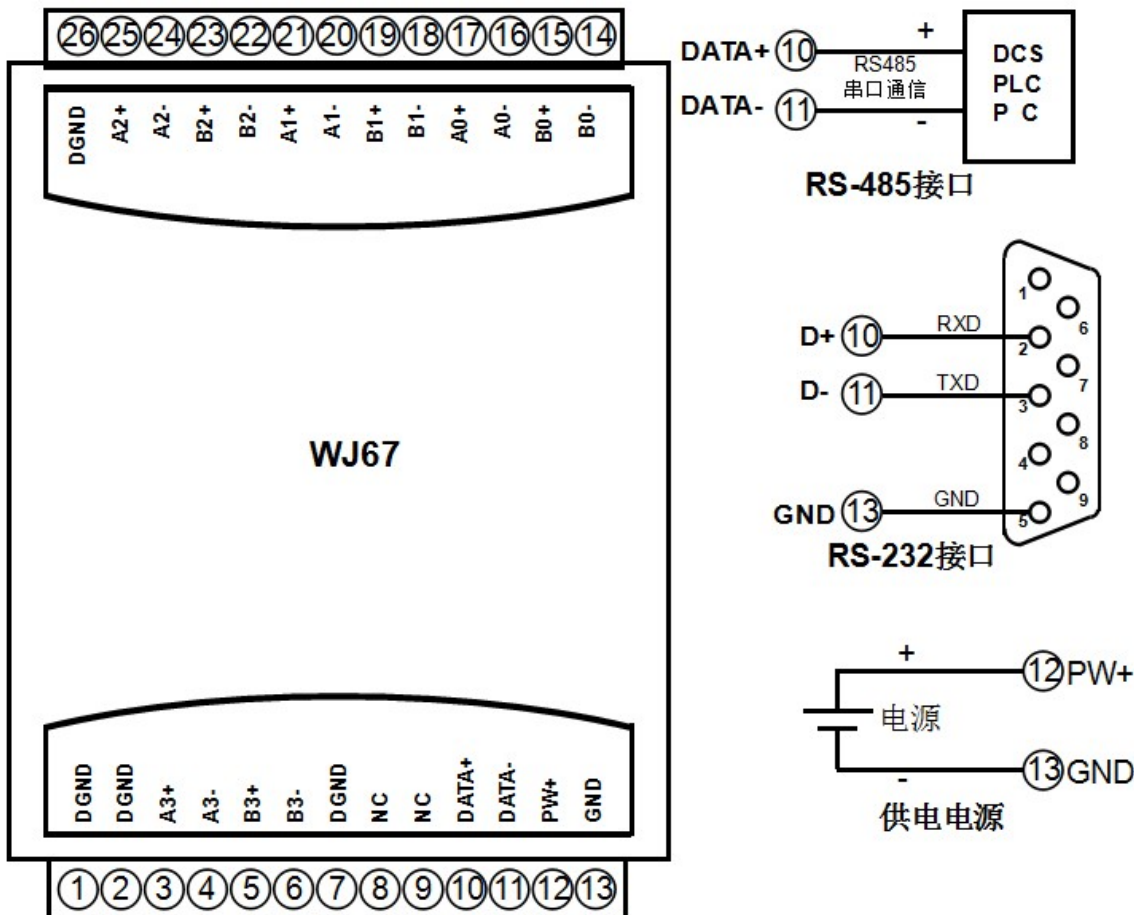 26 25 24 23 22 21 20 19 18 17 16 15 14
DGND A2+ A2- B2+ B2- A1+ A1- B1+ B1- A0+ A0- B0+ B0-
WJ67
DGND DGND A3+ A3- B3+ B3- DGND NC NC DATA+ DATA- PW+ GND
1 2 3 4 5 6 7 8 9 10 11 12 13
DATA+ 10 +
RS485
串口通信
DATA- 11 -
DCS
PLC
P C
RS-485接口
1
6
D+ 10 RXD 2
7
D- 11 TXD 3
8
4
9
GND 13 GND 5
RS-232接口
+ 12 PW+
电源
- 13 GND
供电电源